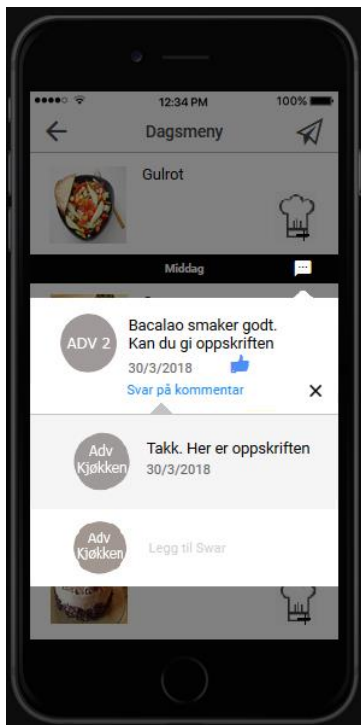 12:34 PM
100%
Dagsmeny
Gulrot
Middag
ADV 2
Bacalao smaker godt.
Kan du gi oppskriften
30/3/2018
Svar på kommentar
Adv
Kjøkken
Takk. Her er oppskriften
30/3/2018
Adv
Kjøkken
Legg til Swar